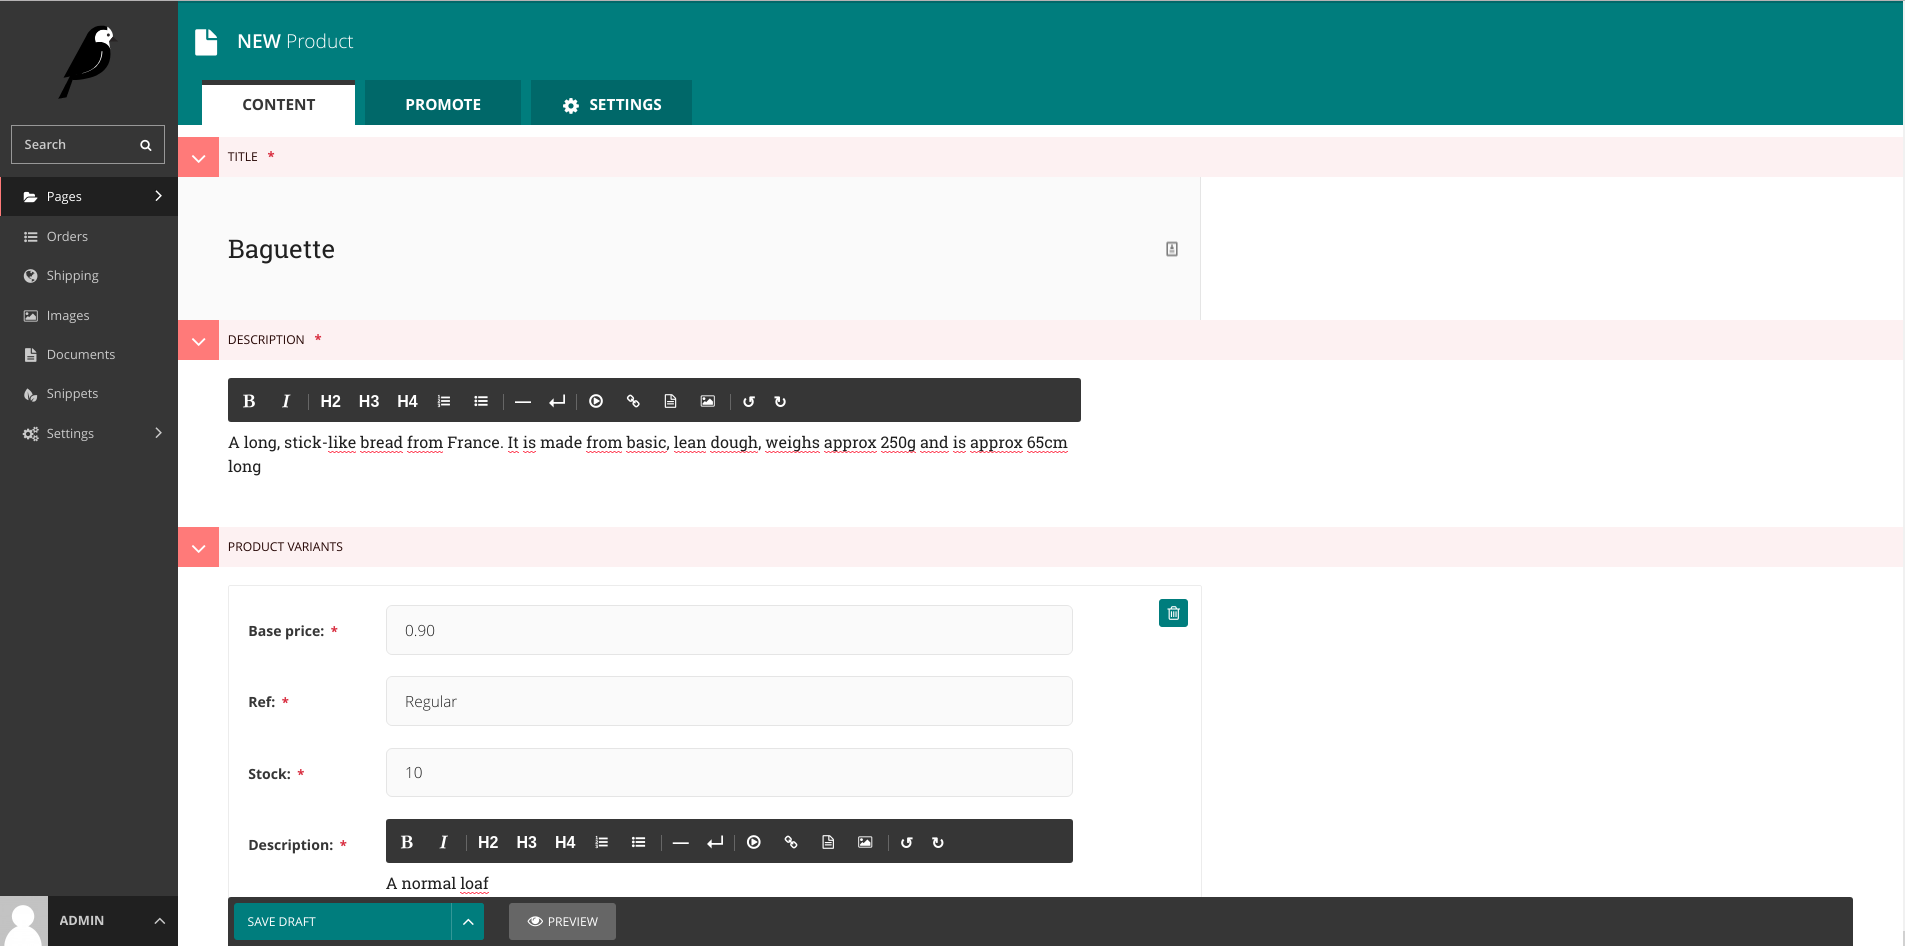 NEW Product
CONTENT
PROMOTE
SETTINGS
Search
Pages
Orders
Shipping
Images
Documents
Snippets
Settings
ADMIN
TITLE *
Baguette
DESCRIPTION *
B I H2 H3 H4
A long, stick-like bread from France. It is made from basic, lean dough, weighs approx 250g and is approx 65cm
long
PRODUCT VARIANTS
Base price: * 0.90
Ref: * Regular
Stock: * 10
Description: * B I H2 H3 H4
A normal loaf
SAVE DRAFT
PREVIEW